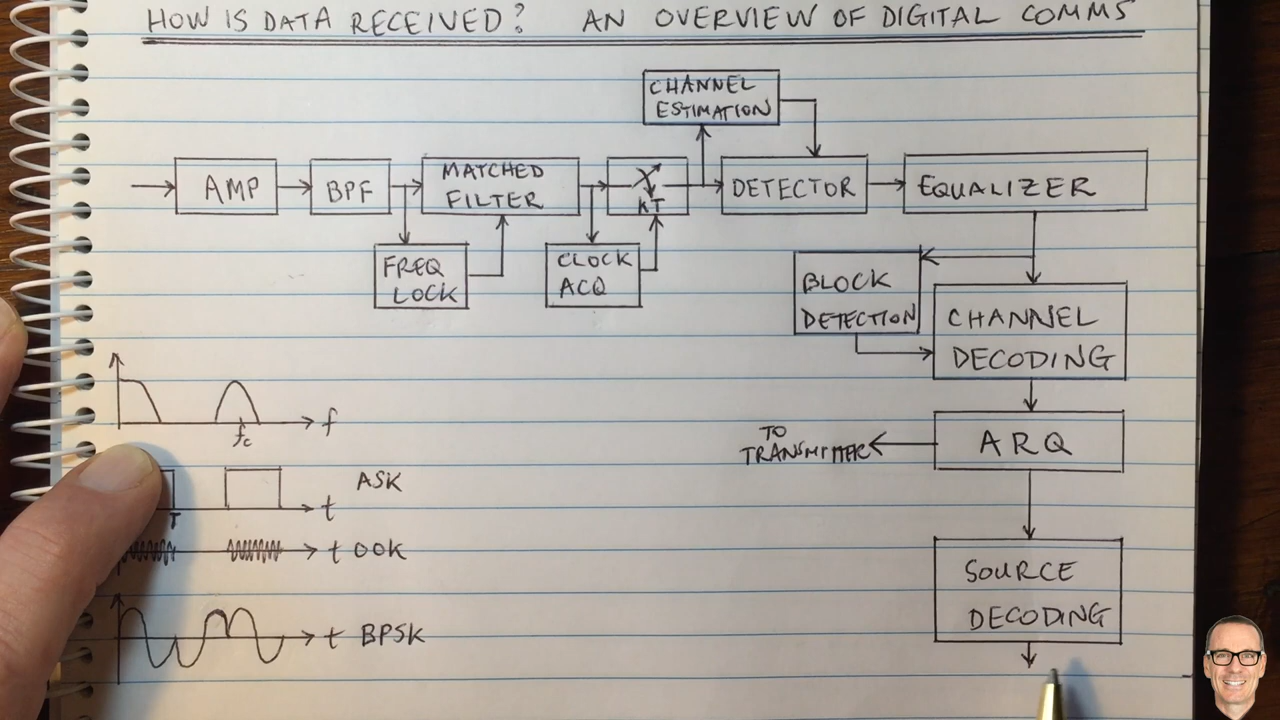 HOW IS DATA RECEIVED? AN OVERVIEW OF DIGITAL COMMS
CHANNEL
ESTIMATION
AMP
BPF
MATCHED
FILTER
KT
DETECTOR
EQUALIZER
FREQ
LOCK
CLOCK
ACQ
BLOCK
DETECTION
CHANNEL
DECODING
TO
TRANSMITTER
ARQ
SOURCE
DECODING
f
fc
ASK
T
t
t OOK
t BPSK